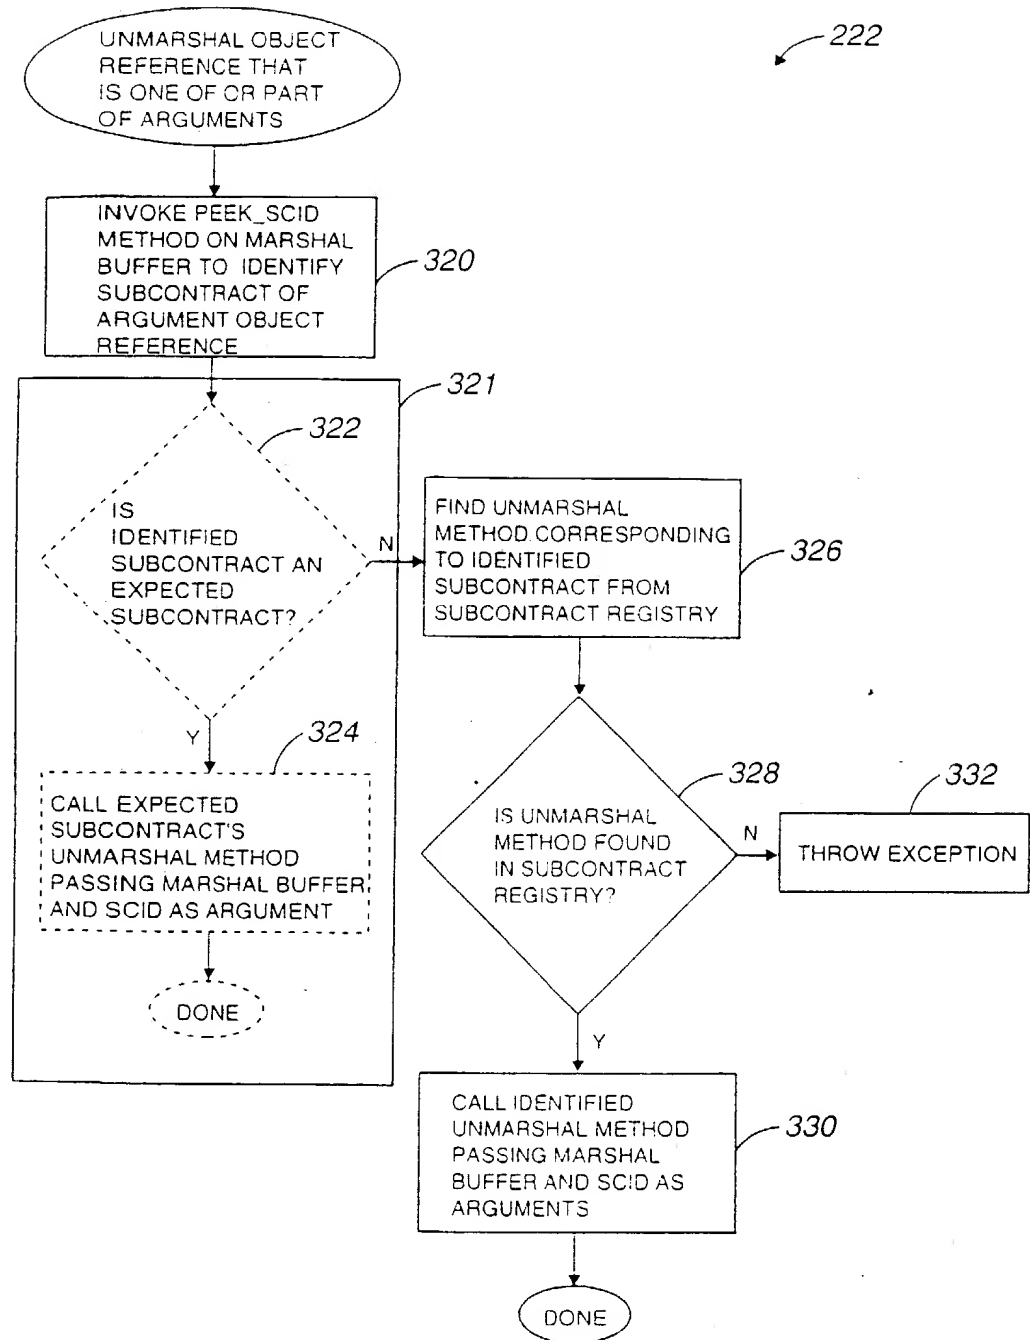 UNMARSHAL OBJECT
REFERENCE THAT
IS ONE OF OR PART
OF ARGUMENTS
222
INVOKE PEEK_SCID
METHOD ON MARSHAL
BUFFER TO IDENTIFY
SUBCONTRACT OF
ARGUMENT OBJECT
REFERENCE
320
321
322
IS
IDENTIFIED
SUBCONTRACT AN
EXPECTED
SUBCONTRACT?
N
Y
324
CALL EXPECTED
SUBCONTRACT'S
UNMARSHAL METHOD
PASSING MARSHAL BUFFER
AND SCID AS ARGUMENT
DONE
FIND UNMARSHAL
METHOD CORRESPONDING
TO IDENTIFIED
SUBCONTRACT FROM
SUBCONTRACT REGISTRY
326
IS UNMARSHAL
METHOD FOUND
IN SUBCONTRACT
REGISTRY?
328
N
332
THROW EXCEPTION
Y
CALL IDENTIFIED
UNMARSHAL METHOD
PASSING MARSHAL
BUFFER AND SCID AS
ARGUMENTS
330
DONE